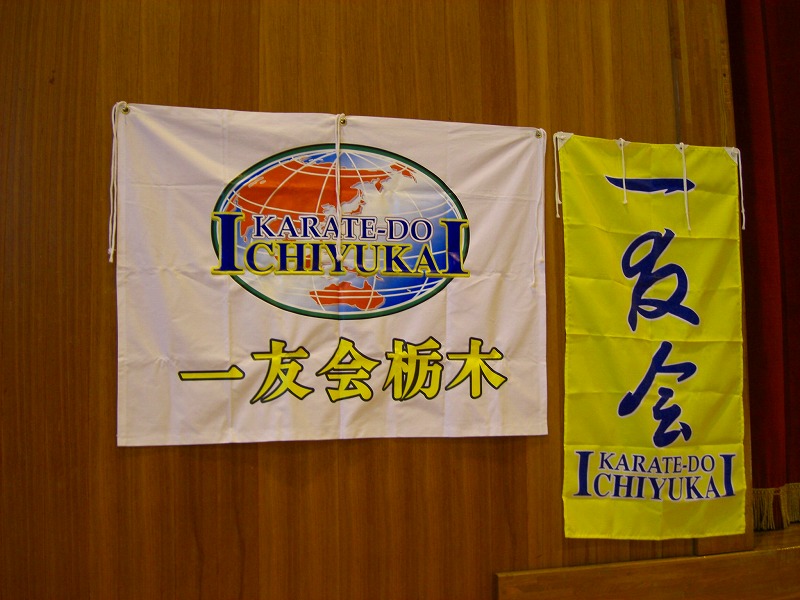 KARATE-DO
ICHIYUKAI
一友会栃木
一友会
KARATE-DO
ICHIYUKAI